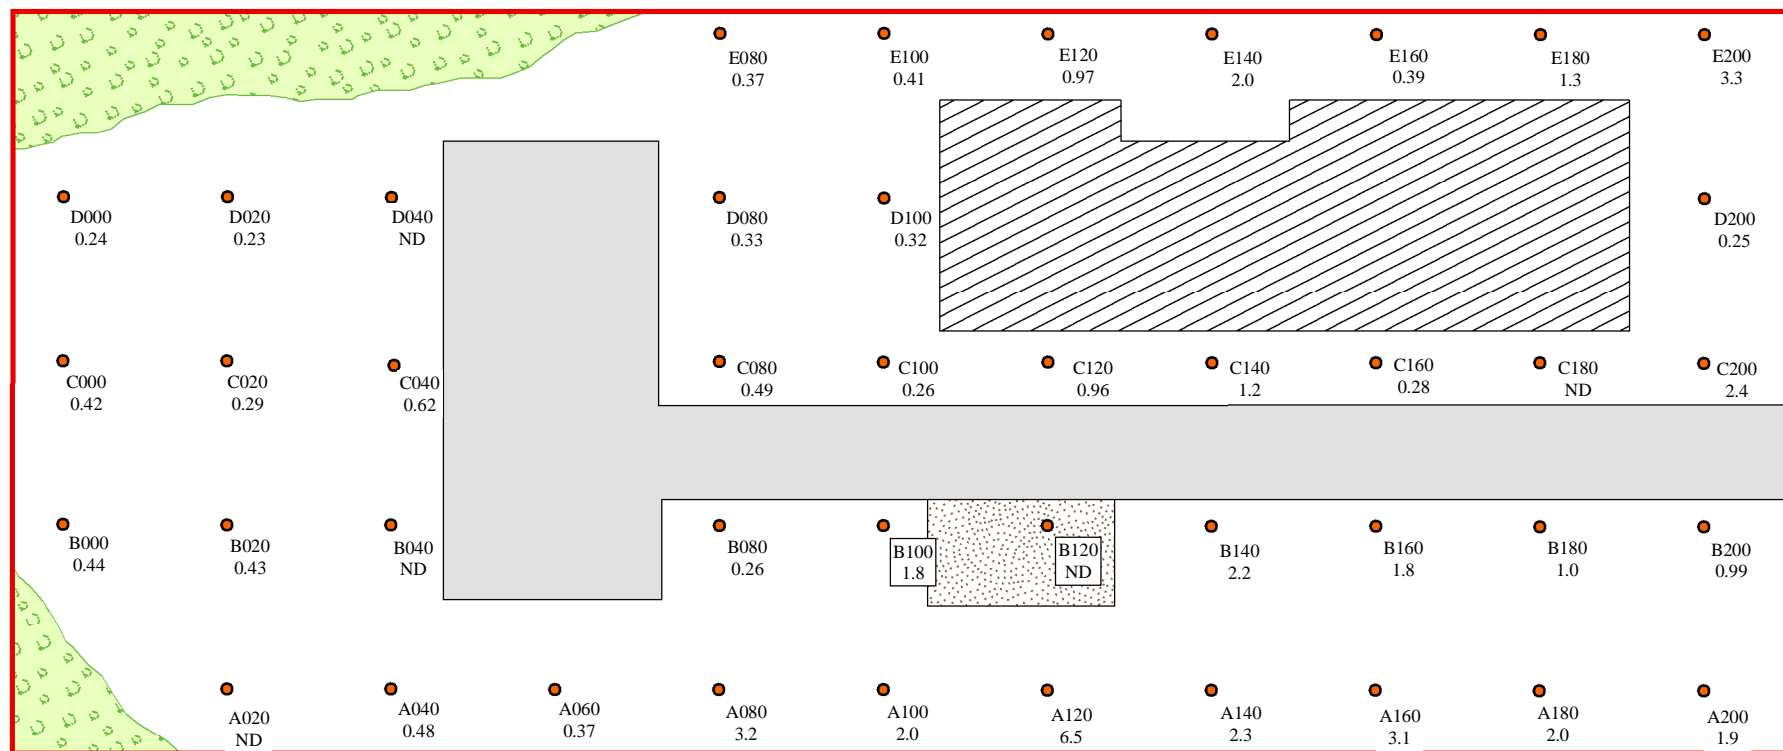 E080
0.37
E100
0.41
E120
0.97
E140
2.0
E160
0.39
E180
1.3
E200
3.3
D000
0.24
D020
0.23
D040
ND
D080
0.33
D100
0.32
D200
0.25
C000
0.42
C020
0.29
C040
0.62
C080
0.49
C100
0.26
C120
0.96
C140
1.2
C160
0.28
C180
ND
C200
2.4
B000
0.44
B020
0.43
B040
ND
B080
0.26
B100
1.8
B120
ND
B140
2.2
B160
1.8
B180
1.0
B200
0.99
A020
ND
A040
0.48
A060
0.37
A080
3.2
A100
2.0
A120
6.5
A140
2.3
A160
3.1
A180
2.0
A200
1.9